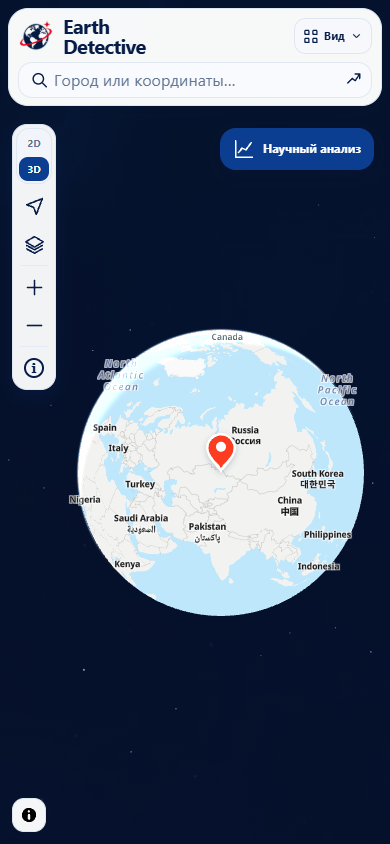 Earth
Detective
Вид
Город или координаты...
2D
3D
Научный анализ
Canada
North
Atlantic
Ocean
North
Pacific
Ocean
Spain
Russia
Россия
Italy
South Korea
대한민국
Turkey
China
中国
Nigeria
Saudi Arabia
السعودية
Pakistan
پاکستان
Philippines
Kenya
Indonesia